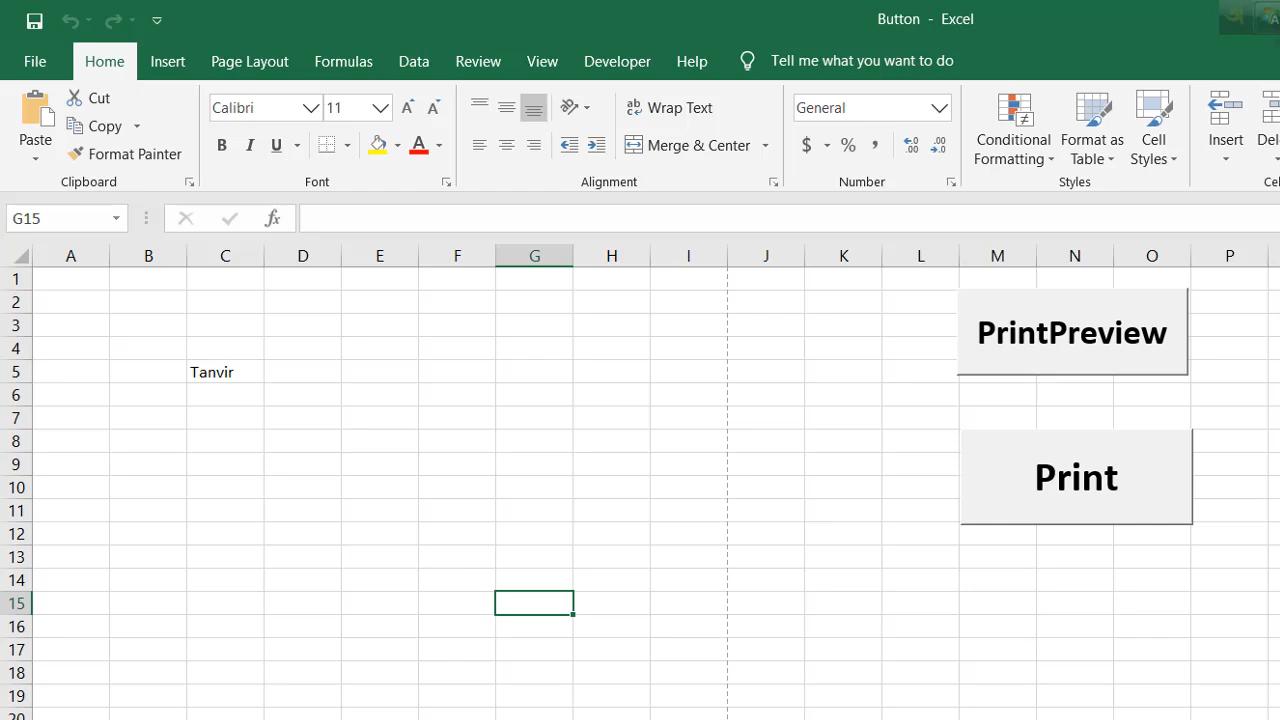 Button - Excel
File Home Insert Page Layout Formulas Data Review View Developer Help Tell me what you want to do
Paste Cut Copy Format Painter
Calibri 11 A A
B I U A
ab Wrap Text
Merge & Center
General
$ % ,
Conditional Formatting Format as Table Cell Styles Insert
Clipboard Font Alignment Number Styles
G15 fx
A B C D E F G H I J K L M N O P
1
2
3 PrintPreview
4
5 Tanvir
6
7
8
9
10 Print
11
12
13
14
15
16
17
18
19
20